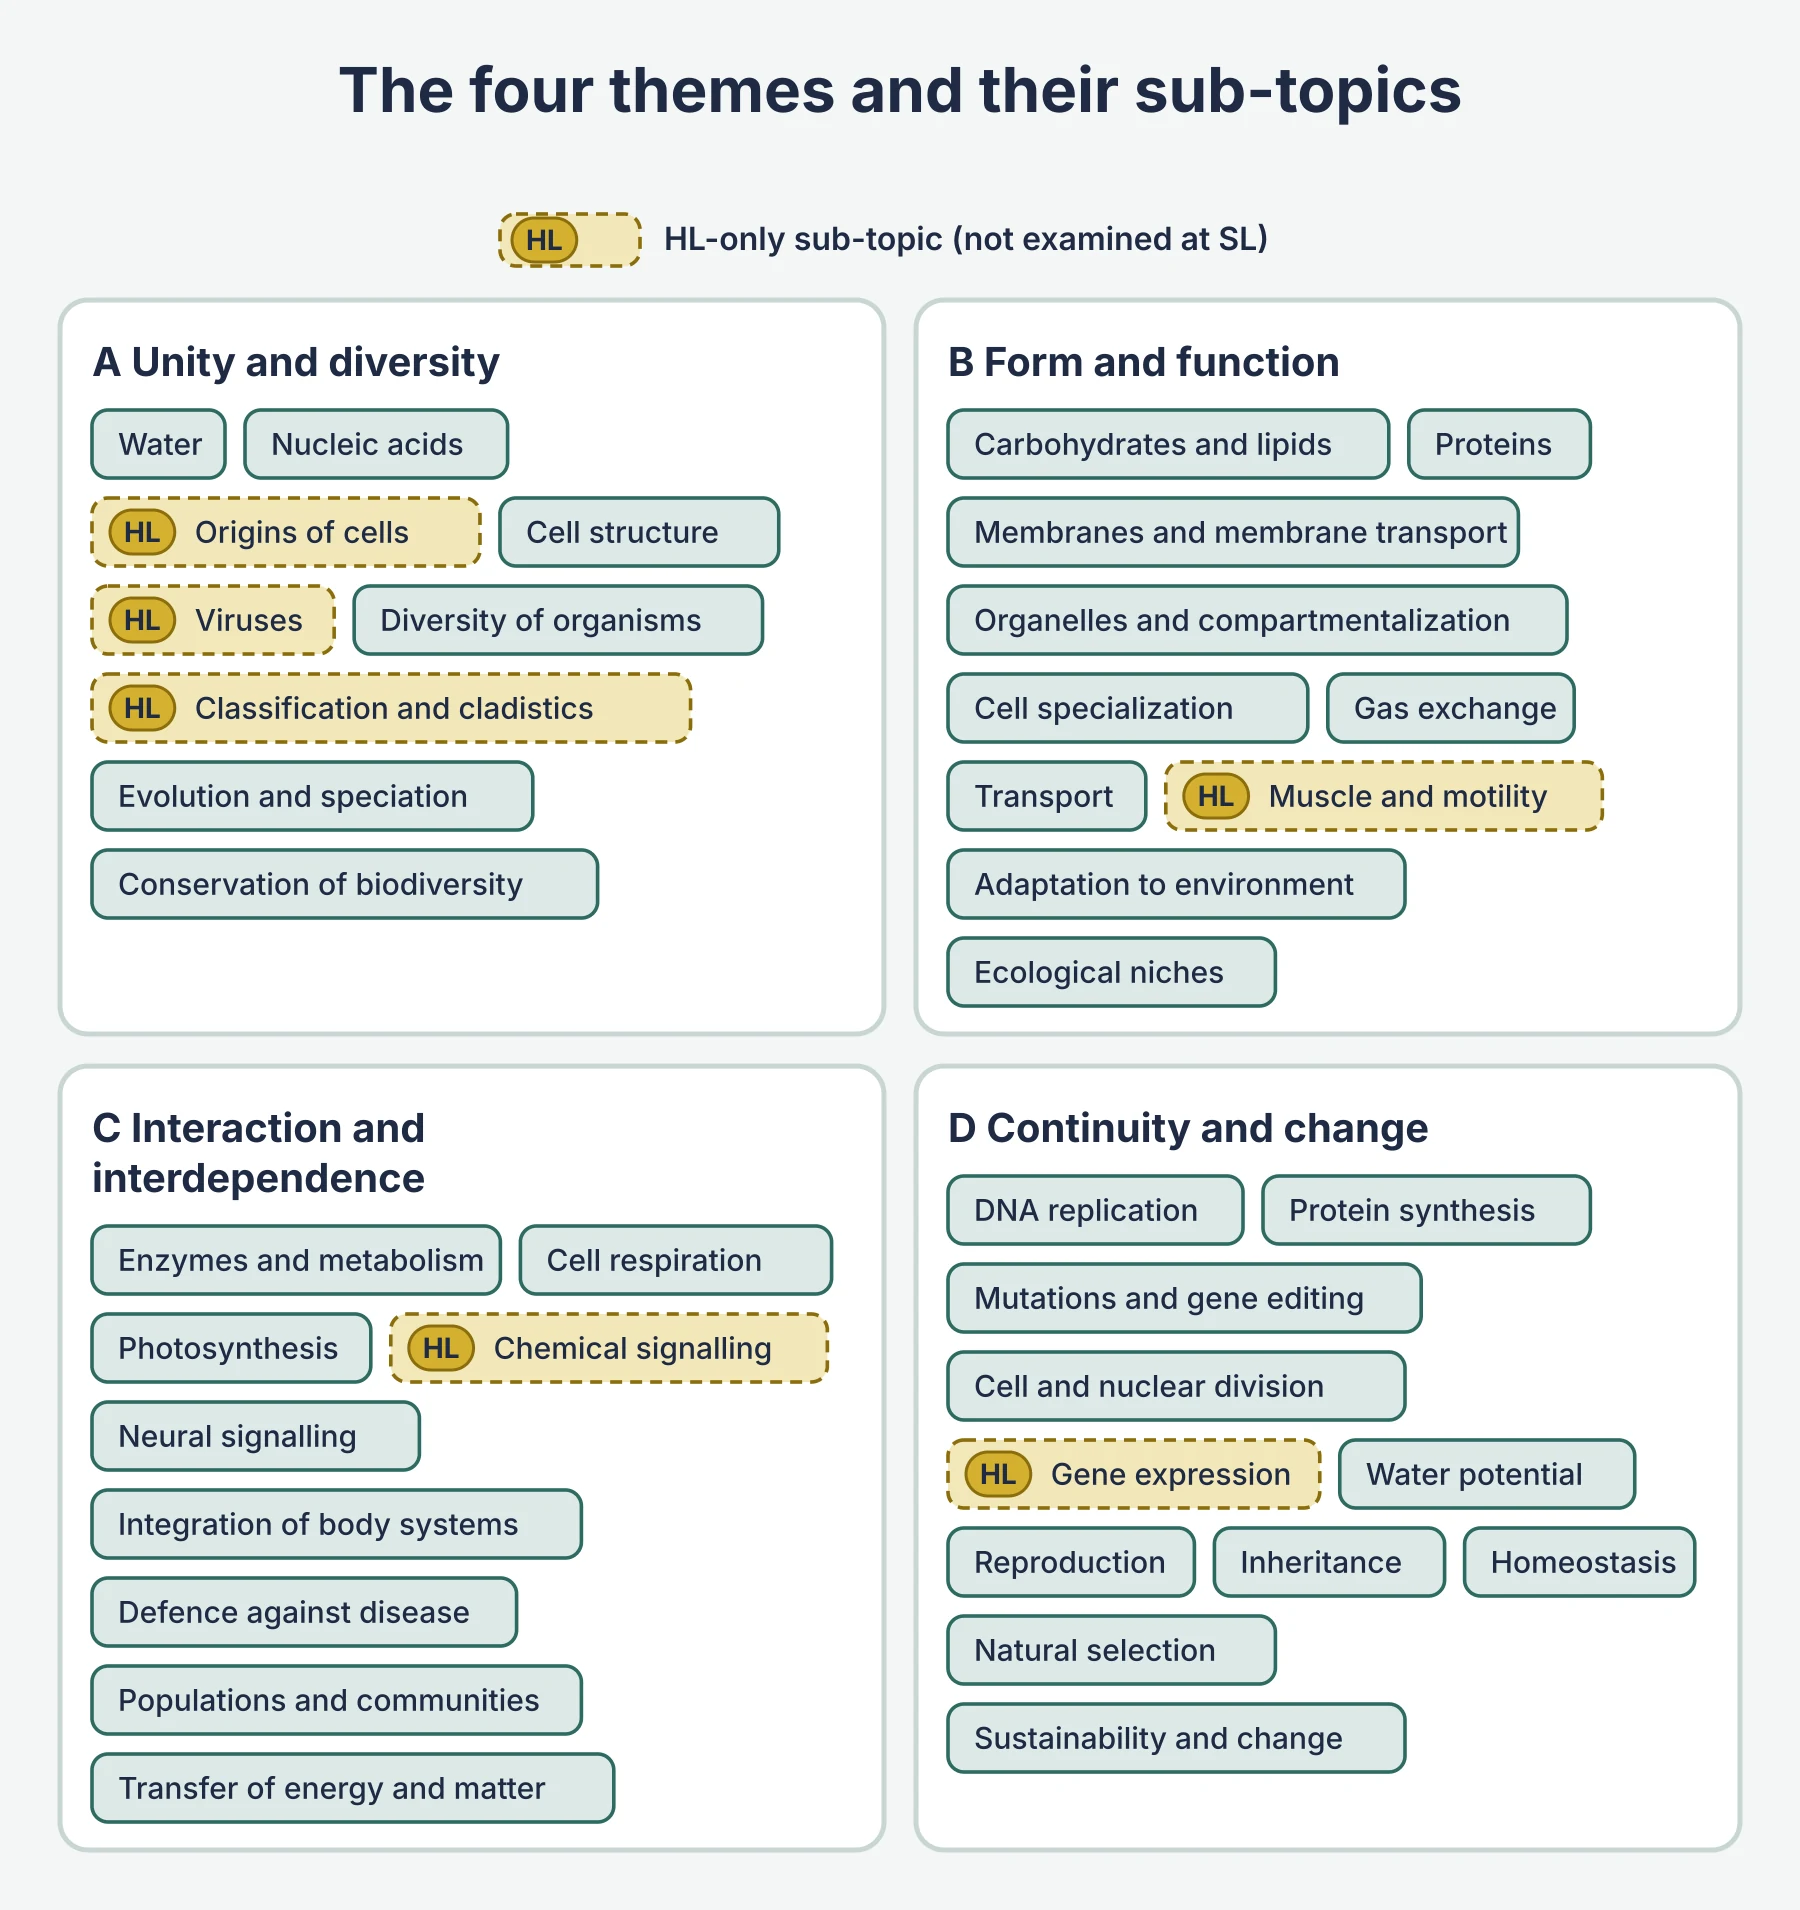 The four themes and their sub-topics
HL HL-only sub-topic (not examined at SL)
A Unity and diversity
Water Nucleic acids
HL Origins of cells Cell structure
HL Viruses Diversity of organisms
HL Classification and cladistics
Evolution and speciation
Conservation of biodiversity
B Form and function
Carbohydrates and lipids Proteins
Membranes and membrane transport
Organelles and compartmentalization
Cell specialization Gas exchange
Transport HL Muscle and motility
Adaptation to environment
Ecological niches
C Interaction and
interdependence
Enzymes and metabolism Cell respiration
Photosynthesis HL Chemical signalling
Neural signalling
Integration of body systems
Defence against disease
Populations and communities
Transfer of energy and matter
D Continuity and change
DNA replication Protein synthesis
Mutations and gene editing
Cell and nuclear division
HL Gene expression Water potential
Reproduction Inheritance Homeostasis
Natural selection
Sustainability and change